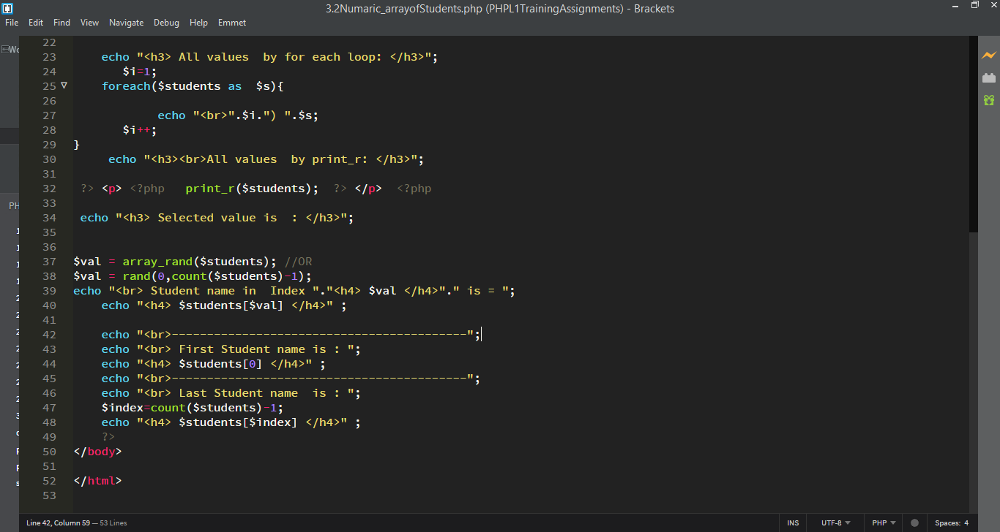 3.2Numaric_arrayofStudents.php (PHPL1TrainingAssignments) - Brackets
File Edit Find View Navigate Debug Help Emmet
22
23 echo "<h3> All values  by for each loop: </h3>";
24 $i=1;
25 foreach($students as  $s){
26
27 echo "<br>".$i.") ".$s;
28 $i++;
29 }
30 echo "<h3><br>All values  by print_r: </h3>";
31
32 ?> <p> <?php   print_r($students);  ?> </p>  <?php
33
34 echo "<h3> Selected value is  : </h3>";
35
36
37 $val = array_rand($students); //OR
38 $val = rand(0,count($students)-1);
39 echo "<br> Student name in  Index "."<h4> $val </h4>"." is = ";
40 echo "<h4> $students[$val] </h4>" ;
41
42 echo "<br>------------------------------------------";
43 echo "<br> First Student name is : ";
44 echo "<h4> $students[0] </h4>" ;
45 echo "<br>------------------------------------------";
46 echo "<br> Last Student name  is : ";
47 $index=count($students)-1;
48 echo "<h4> $students[$index] </h4>" ;
49 ?>
50 </body>
51
52 </html>
53
Line 42, Column 59 — 53 Lines
INS UTF-8 PHP Spaces: 4